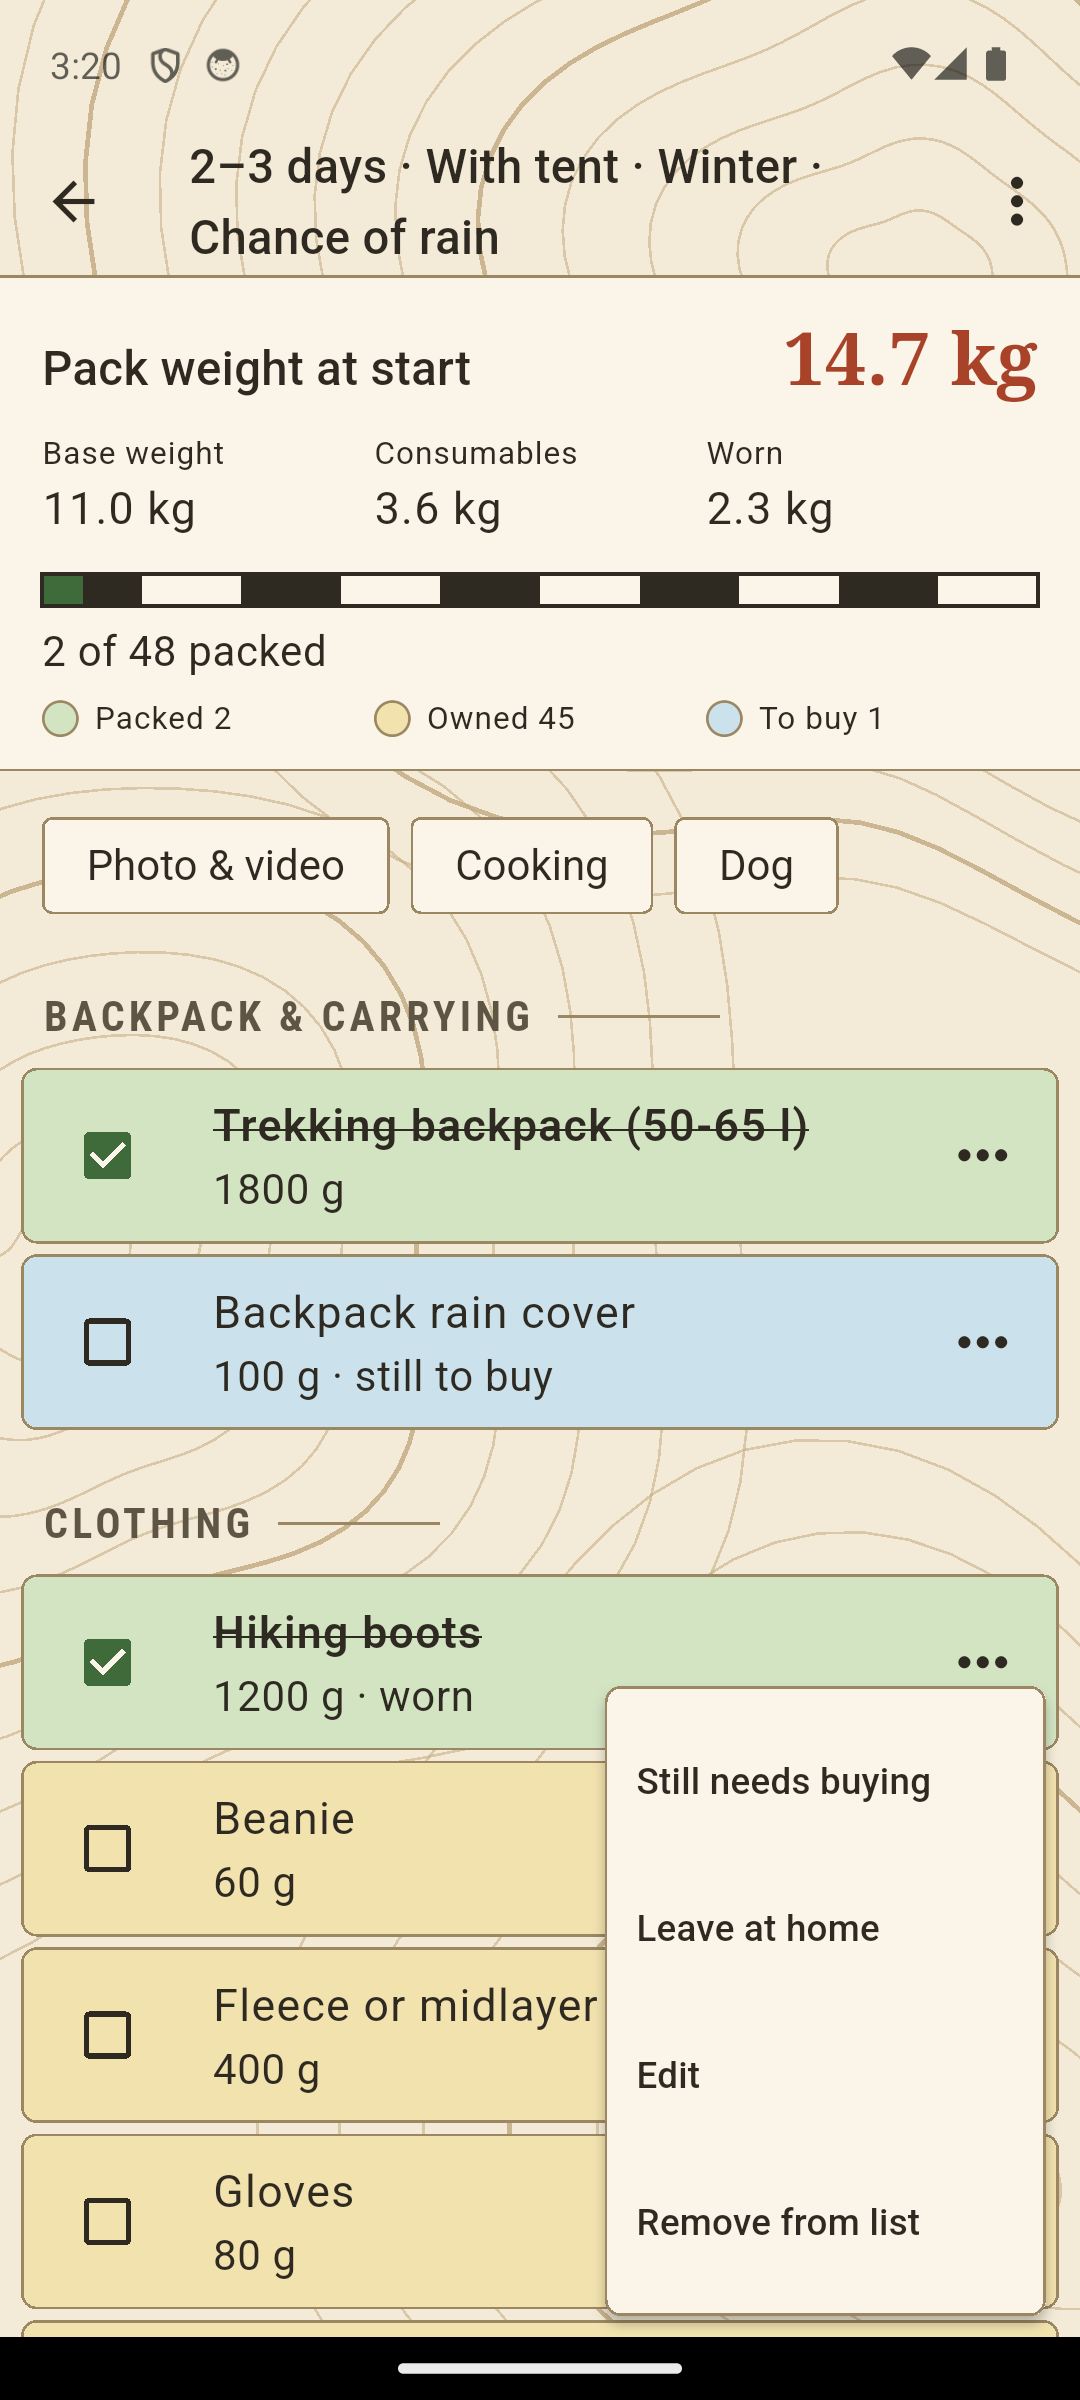 3:20
2–3 days · With tent · Winter ·
Chance of rain
Pack weight at start
14.7 kg
Base weight
Consumables
Worn
11.0 kg
3.6 kg
2.3 kg
2 of 48 packed
Packed 2
Owned 45
To buy 1
Photo & video
Cooking
Dog
BACKPACK & CARRYING
Trekking backpack (50-65 l)
1800 g
Backpack rain cover
100 g · still to buy
CLOTHING
Hiking boots
1200 g · worn
Beanie
60 g
Fleece or midlayer
400 g
Gloves
80 g
Still needs buying
Leave at home
Edit
Remove from list